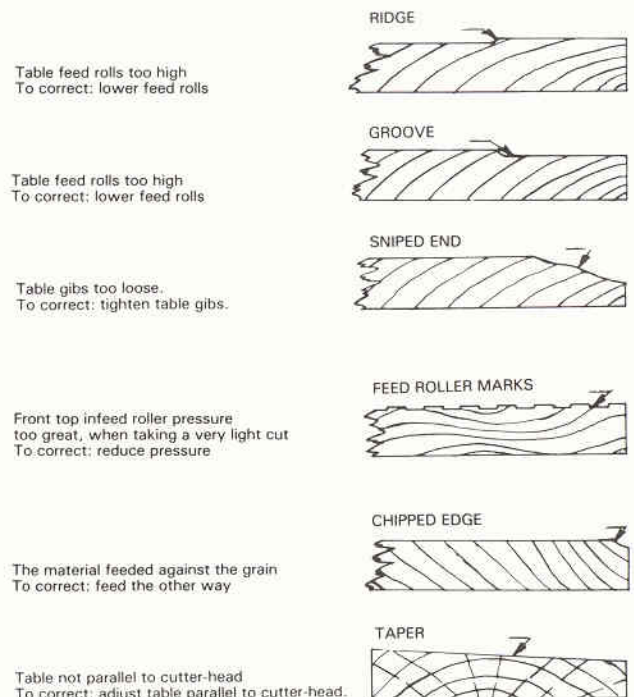 RIDGE
Table feed rolls too high
To correct: lower feed rolls
GROOVE
Table feed rolls too high
To correct: lower feed rolls
SNIPED END
Table gibs too loose.
To correct: tighten table gibs.
FEED ROLLER MARKS
Front top infeed roller pressure
too great, when taking a very light cut
To correct: reduce pressure
CHIPPED EDGE
The material feeded against the grain
To correct: feed the other way
TAPER
Table not parallel to cutter-head
To correct: adjust table parallel to cutter-head.